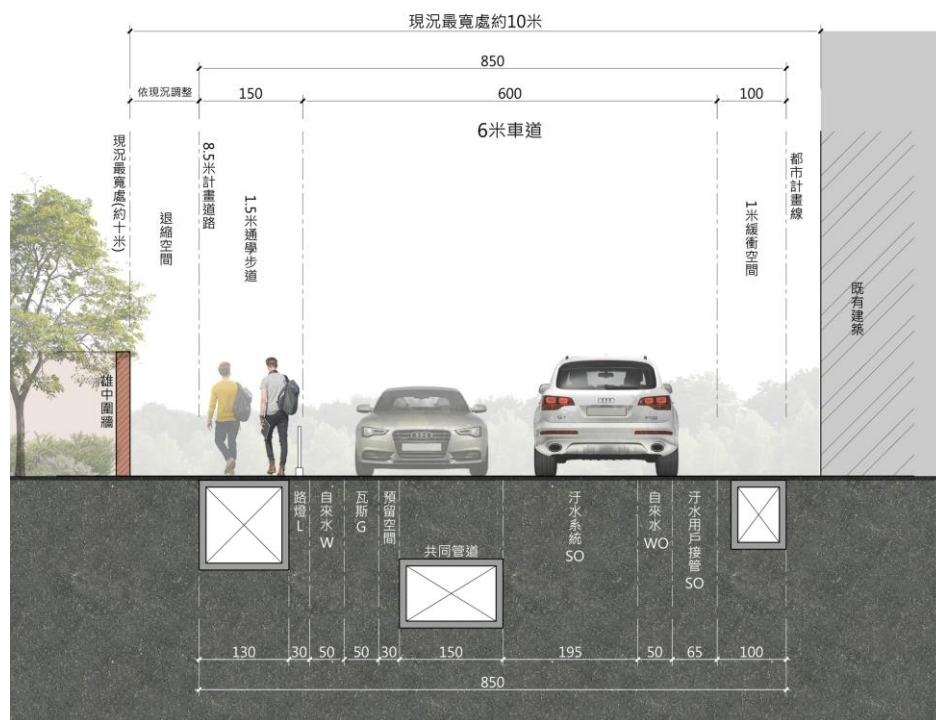 現況最寬處約10米
850
依現況調整
150
600
100
6米車道
現況最寬處(約十米)
退縮空間
8.5米計畫道路
1.5米通學步道
1米緩衝空間
都市計畫線
既有建築
雄中圍牆
路燈L
自來水W
瓦斯G
預留空間
共同管道
汙水系統SO
自來水WO
汙水用戶接管SO
130
30
50
50
30
150
195
50
65
100
850